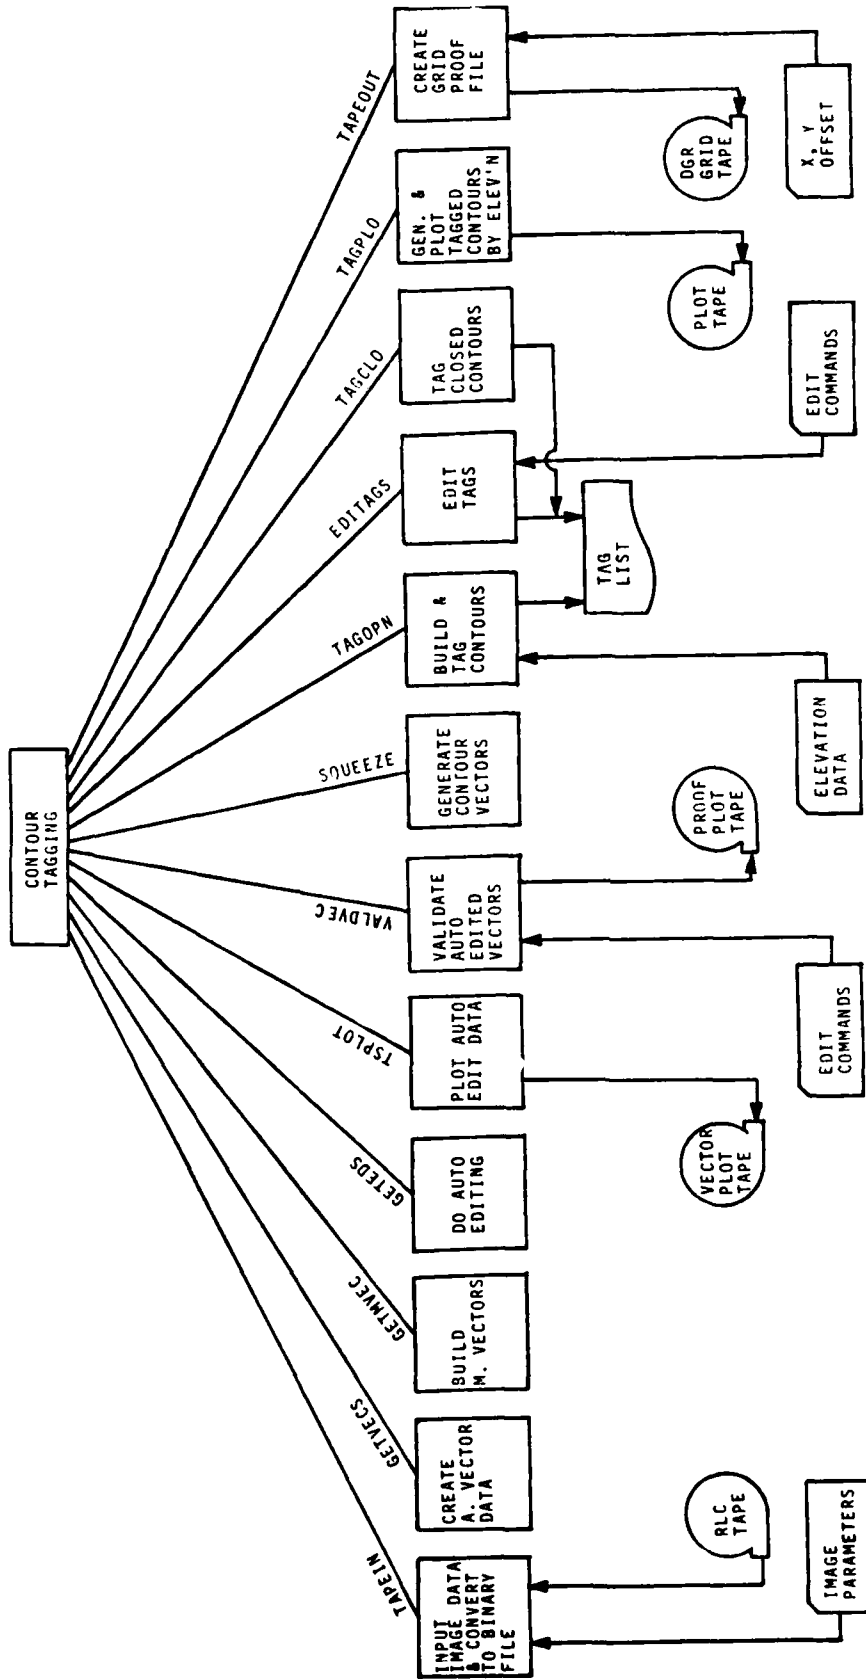 CONTOUR
TAGGING
TAPEIN
GETVECS
GETMVEC
GETEDS
TSPLOT
VALDVEC
SQUEEZE
TAGOPN
EDITAGS
TAGCLO
TAGPLO
TAPEOUT
INPUT
IMAGE DATA
& CONVERT
TO BINARY
FILE
CREATE
A. VECTOR
DATA
BUILD
M. VECTORS
DO AUTO
EDITING
PLOT AUTO
EDIT DATA
VALIDATE
AUTO
EDITED
VECTORS
GENERATE
CONTOUR
VECTORS
BUILD &
TAG
CONTOURS
EDIT
TAGS
TAG
CLOSED
CONTOURS
GEN. &
PLOT
TAGGED
CONTOURS
BY ELEV'N
CREATE
GRID
PROOF
FILE
RLC
TAPE
VECTOR
PLOT
TAPE
PROOF
PLOT
TAPE
TAG
LIST
PLOT
TAPE
DGR
GRID
TAPE
IMAGE
PARAMETERS
EDIT
COMMANDS
ELEVATION
DATA
EDIT
COMMANDS
X, Y
OFFSET